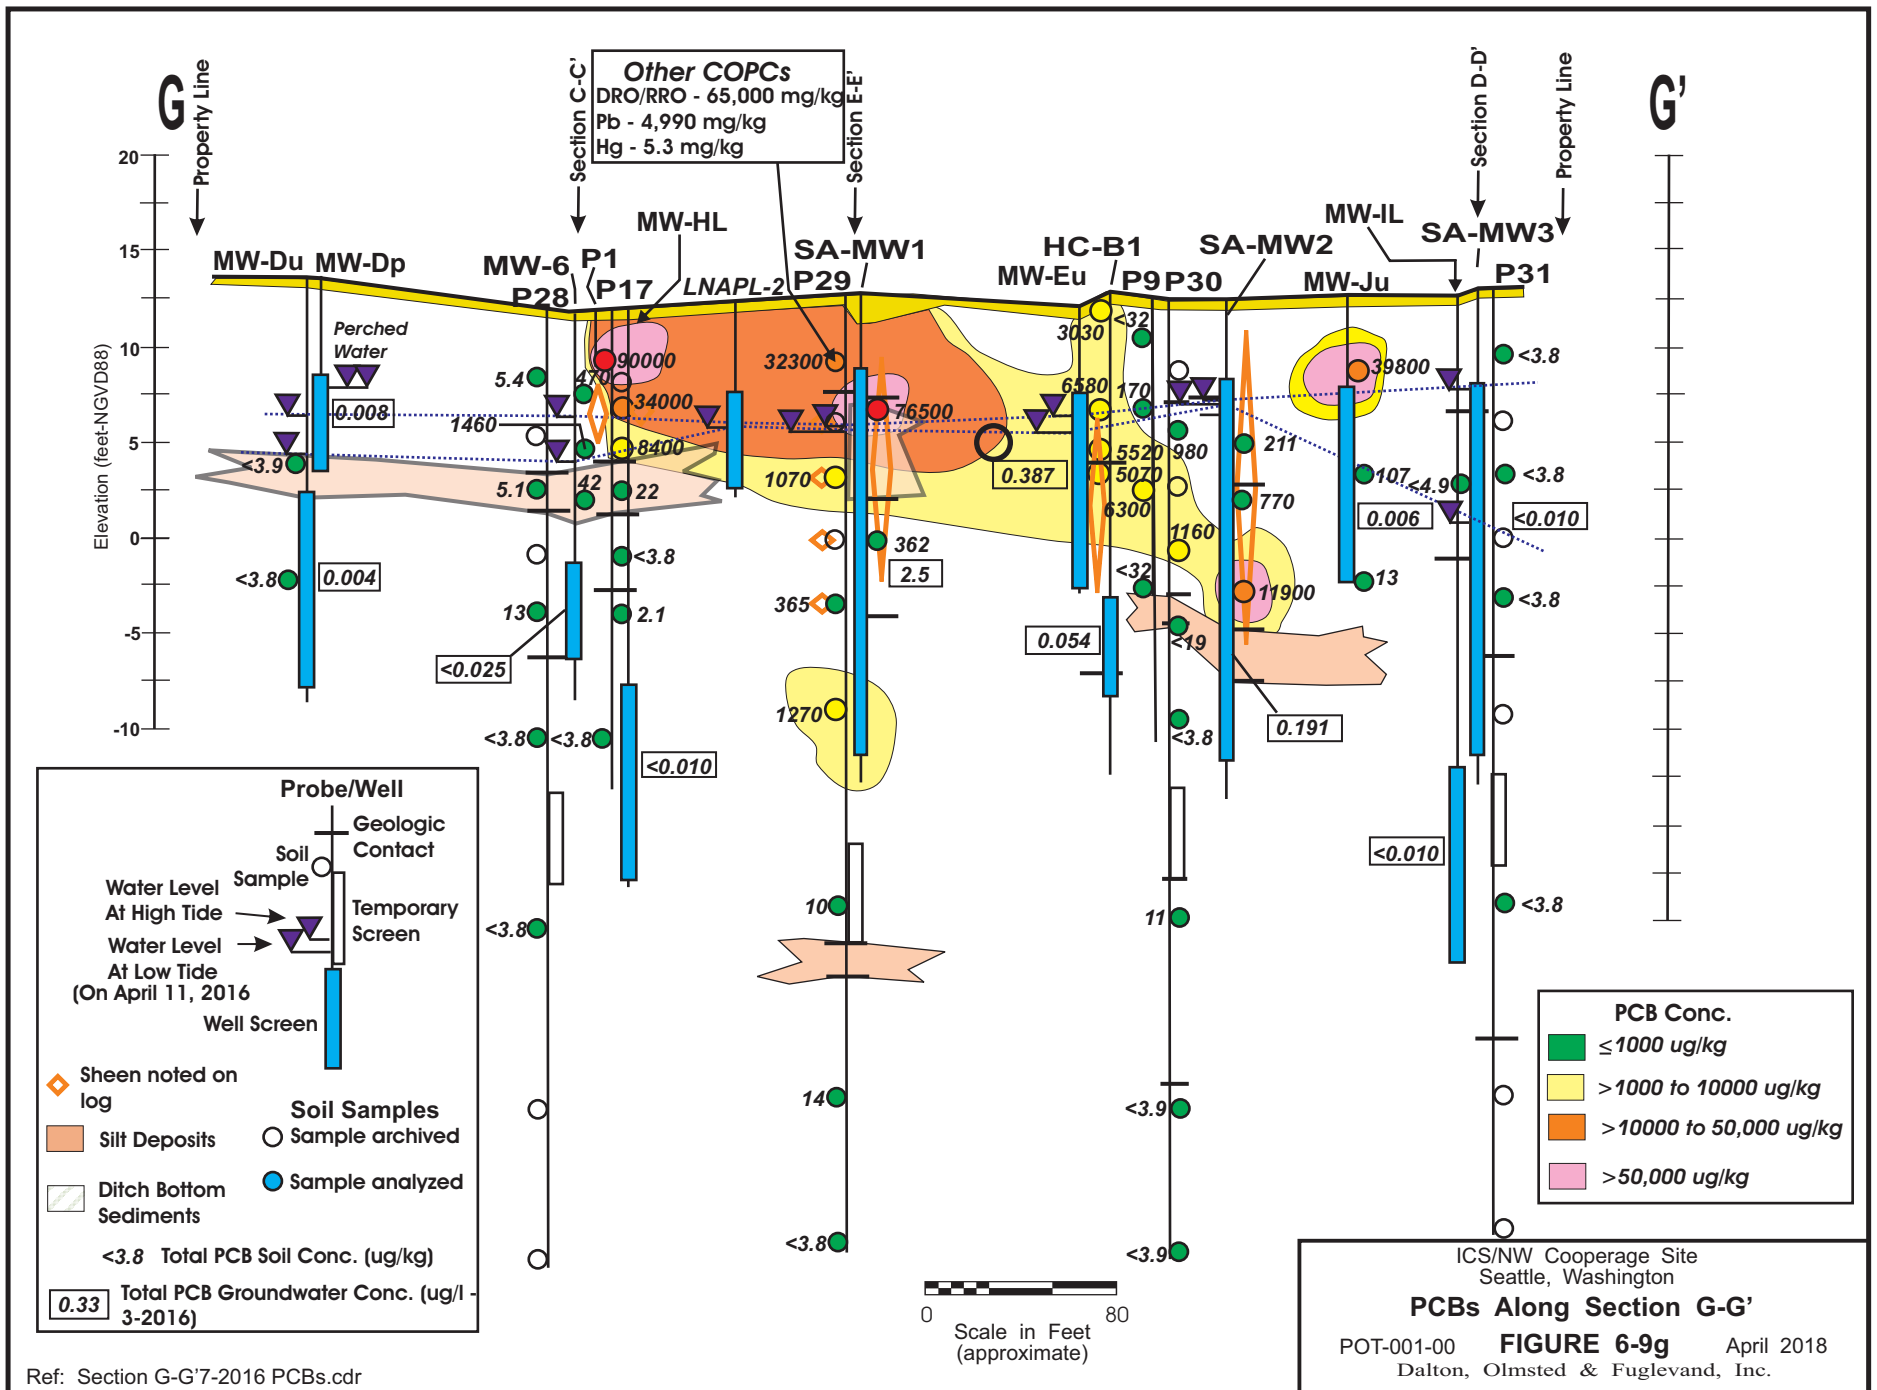 G
G'
Property Line
Section C-C'
Other COPCs
DRO/RRO - 65,000 mg/kg
Pb - 4,990 mg/kg
Hg - 5.3 mg/kg
Section E-E'
Section D-D'
Property Line
Elevation (feet-NGVD88)
20
15
10
5
0
-5
-10
MW-Du
MW-Dp
MW-6
P1
P28
P17
MW-HL
LNAPL-2
SA-MW1
P29
MW-Eu
HC-B1
P9
P30
SA-MW2
MW-Ju
MW-IL
SA-MW3
P31
Perched
Water
0.008
<3.9
<3.8
0.004
5.4
1460
5.1
13
<3.8
<3.8
470
42
<0.025
<3.8
90000
34000
8400
22
<3.8
2.1
<0.010
32300
1070
365
1270
10
14
<3.8
76500
362
2.5
0.387
3030
6580
5520
5070
0.054
<32
170
6300
<32
980
1160
<19
<3.8
11
<3.9
<3.9
211
770
11900
0.191
39800
107
13
0.006
<4.9
<0.010
<0.010
<3.8
<3.8
<3.8
<3.8
Probe/Well
Geologic
Contact
Soil
Sample
Water Level
At High Tide
Temporary
Screen
Water Level
At Low Tide
(On April 11, 2016
Well Screen
Sheen noted on
log
Soil Samples
Silt Deposits
Sample archived
Ditch Bottom
Sediments
Sample analyzed
<3.8 Total PCB Soil Conc. (ug/kg)
0.33 Total PCB Groundwater Conc. (ug/l -
3-2016)
PCB Conc.
≤1000 ug/kg
>1000 to 10000 ug/kg
>10000 to 50,000 ug/kg
>50,000 ug/kg
0 80
Scale in Feet
(approximate)
ICS/NW Cooperage Site
Seattle, Washington
PCBs Along Section G-G'
POT-001-00 FIGURE 6-9g April 2018
Dalton, Olmsted & Fuglevand, Inc.
Ref: Section G-G'7-2016 PCBs.cdr